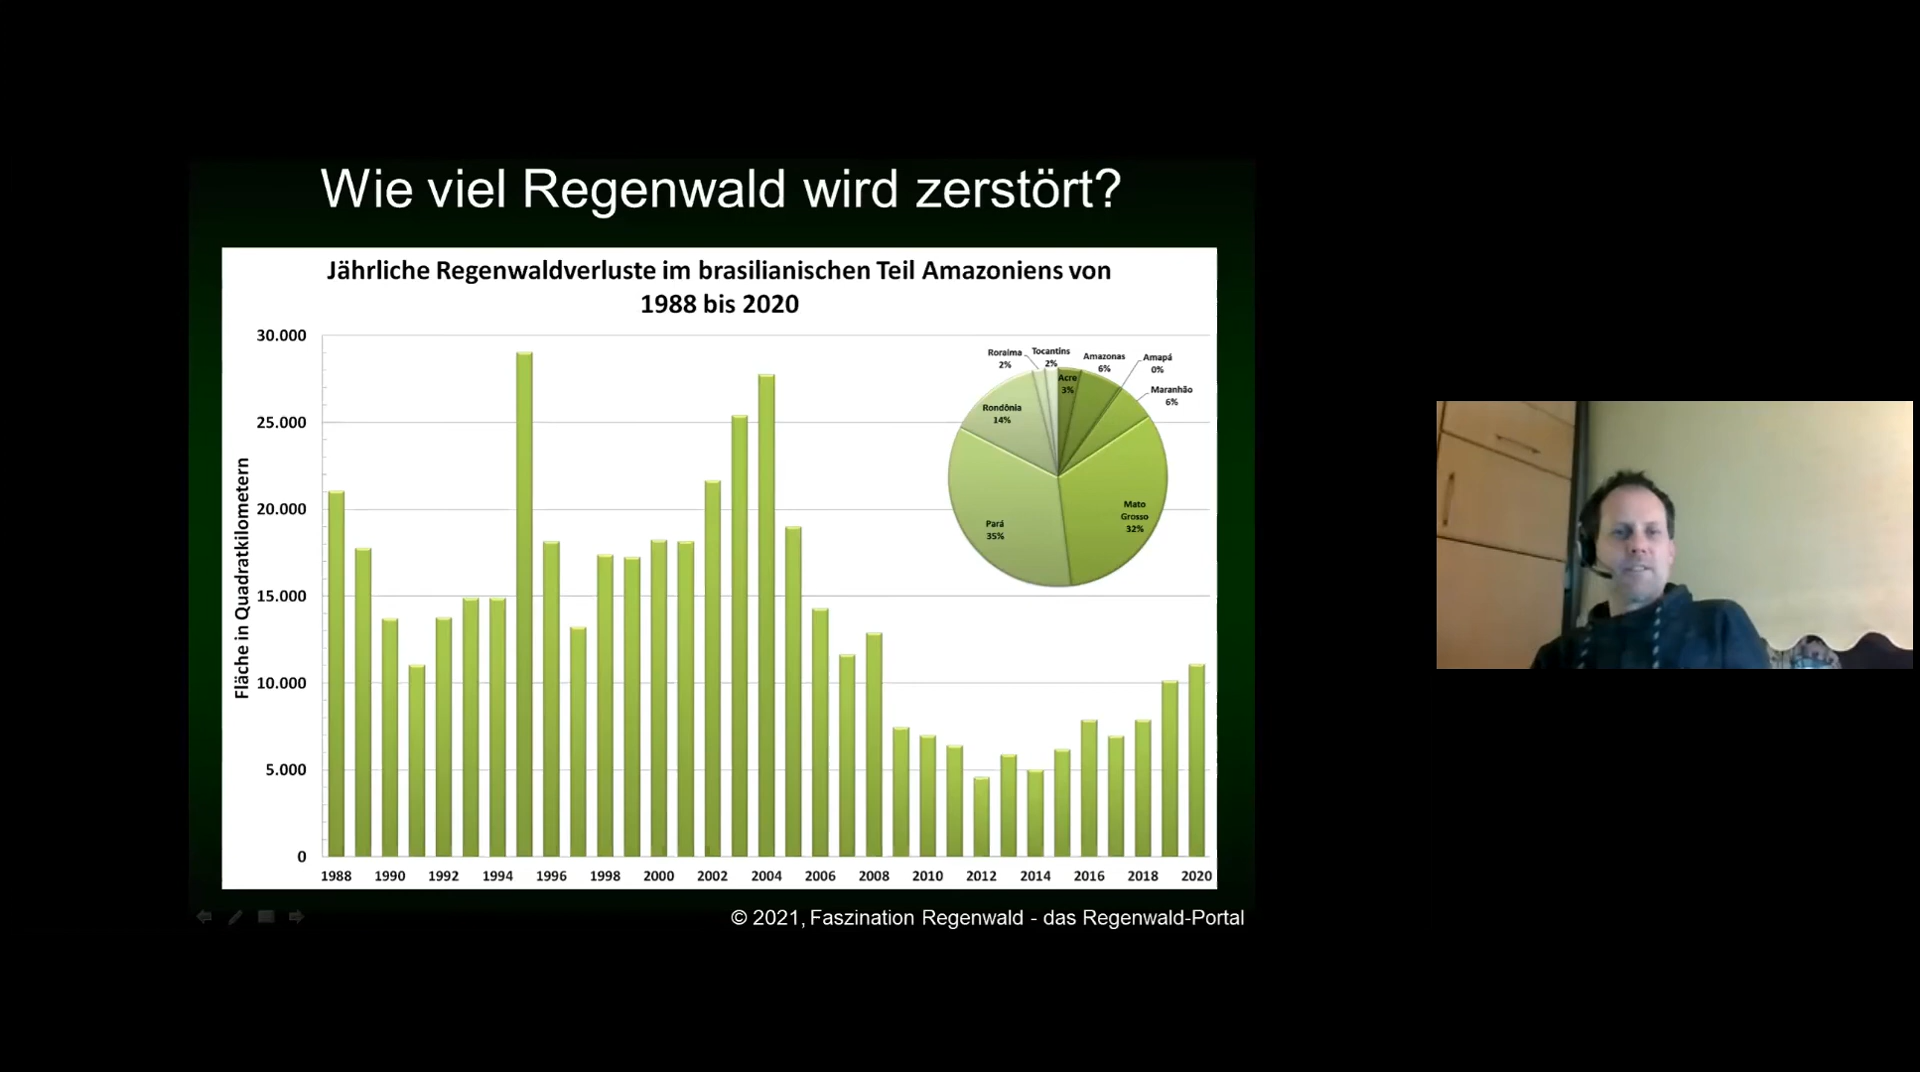 Wie viel Regenwald wird zerstört?
Jährliche Regenwaldverluste im brasilianischen Teil Amazoniens von
1988 bis 2020
Fläche in Quadratkilometern
30.000
25.000
20.000
15.000
10.000
5.000
0
1988
1990
1992
1994
1996
1998
2000
2002
2004
2006
2008
2010
2012
2014
2016
2018
2020
Roraima
2%
Tocantins
2%
Acre
3%
Amazonas
6%
Amapá
0%
Maranhão
6%
Mato
Grosso
32%
Pará
35%
Rondônia
14%
© 2021, Faszination Regenwald - das Regenwald-Portal